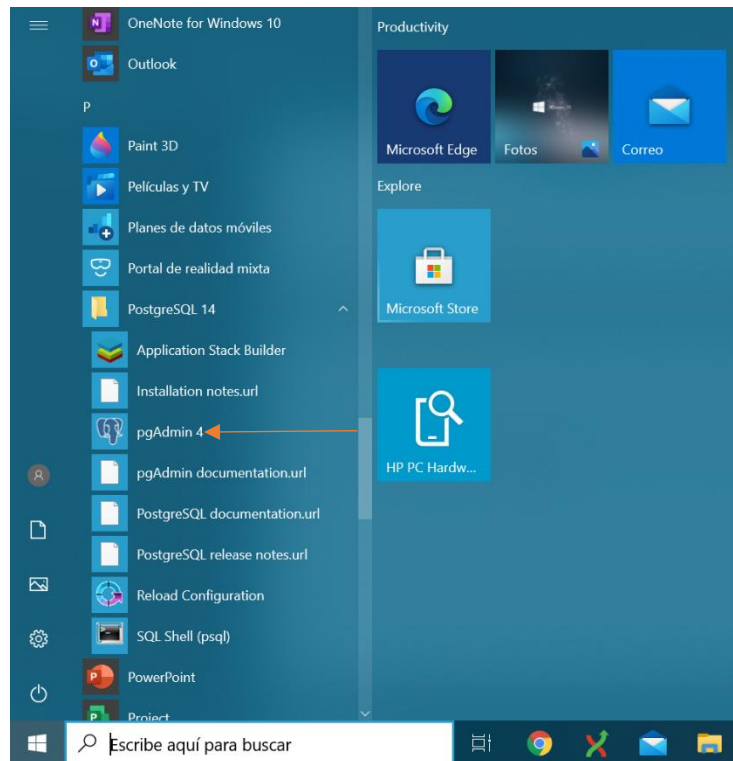 OneNote for Windows 10
Outlook
P
Paint 3D
Películas y TV
Planes de datos móviles
Portal de realidad mixta
PostgreSQL 14
Application Stack Builder
Installation notes.url
pgAdmin 4
pgAdmin documentation.url
PostgreSQL documentation.url
PostgreSQL release notes.url
Reload Configuration
SQL Shell (psql)
PowerPoint
Project
Productivity
Microsoft Edge
Fotos
Correo
Explore
Microsoft Store
HP PC Hardw...
Escribe aquí para buscar